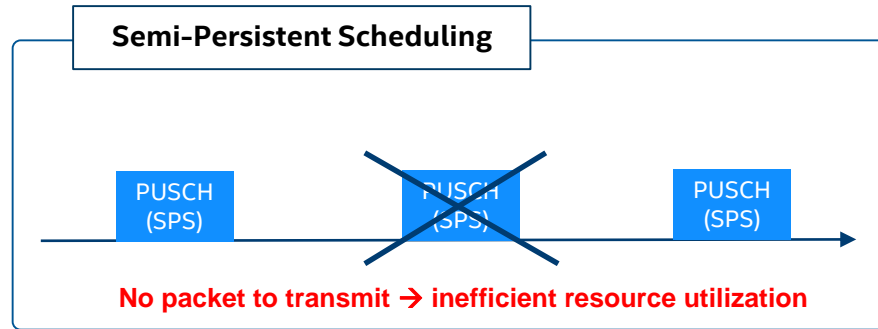 Semi-Persistent Scheduling
PUSCH
(SPS)
PUSCH
(SPS)
PUSCH
(SPS)
No packet to transmit → inefficient resource utilization